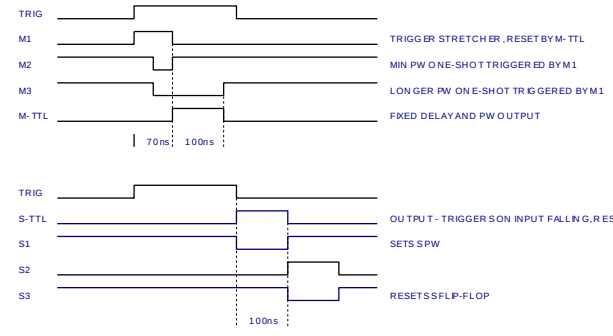 TRIG
M1 TRIGGER STRETCHER, RESET BY M-TTL
M2 MIN PW ONE-SHOT TRIGGERED BY M1
M3 LONGER PW ONE-SHOT TRIGGERED BY M1
M-TTL FIXED DELAY AND PW OUTPUT
70ns 100ns
TRIG
S-TTL OUTPUT - TRIGGERS ON INPUT FALLING, RES
S1 SETS S PW
S2
S3 RESETS S FLIP-FLOP
100ns